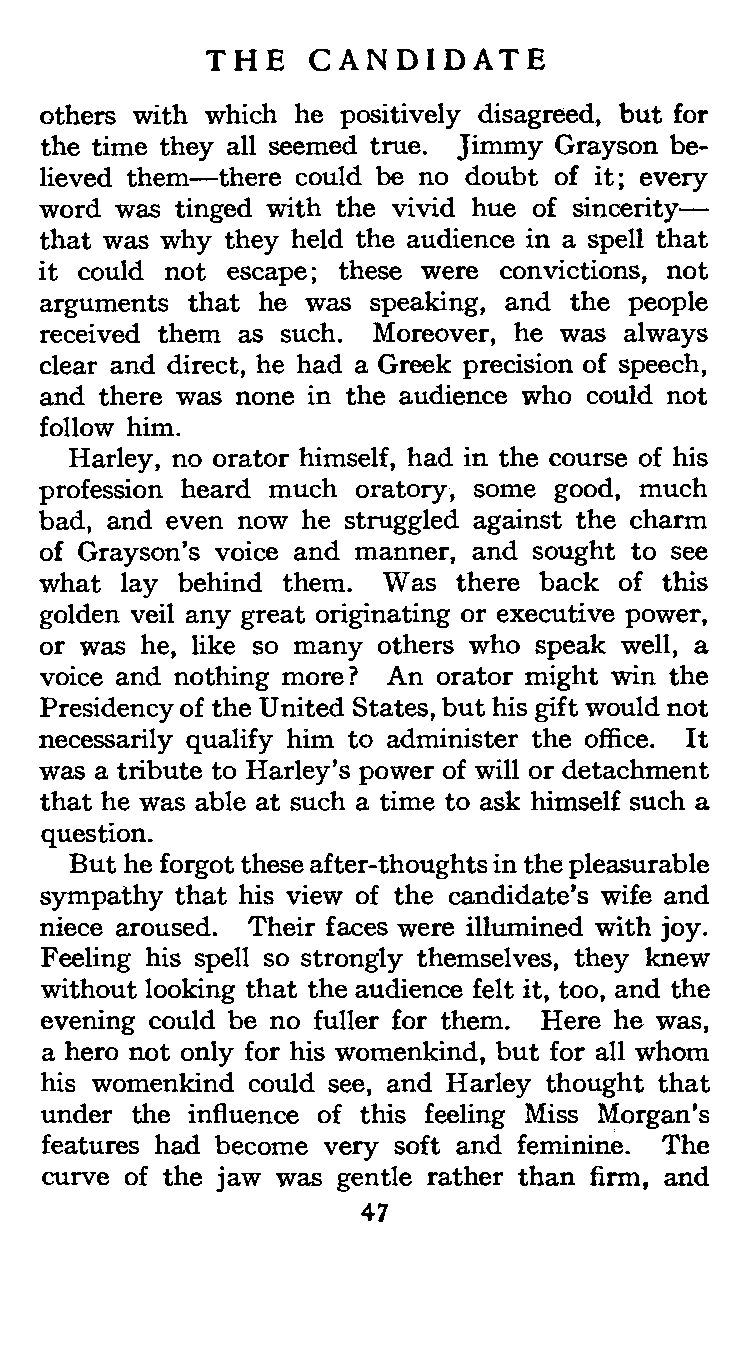 THE CANDIDATE
others with which he positively disagreed, but for
the time they all seemed true. Jimmy Grayson be-
lieved them—there could be no doubt of it; every
word was tinged with the vivid hue of sincerity—
that was why they held the audience in a spell that
it could not escape; these were convictions, not
arguments that he was speaking, and the people
received them as such. Moreover, he was always
clear and direct, he had a Greek precision of speech,
and there was none in the audience who could not
follow him.
Harley, no orator himself, had in the course of his
profession heard much oratory, some good, much
bad, and even now he struggled against the charm
of Grayson's voice and manner, and sought to see
what lay behind them. Was there back of this
golden veil any great originating or executive power,
or was he, like so many others who speak well, a
voice and nothing more? An orator might win the
Presidency of the United States, but his gift would not
necessarily qualify him to administer the office. It
was a tribute to Harley's power of will or detachment
that he was able at such a time to ask himself such a
question.
But he forgot these after-thoughts in the pleasurable
sympathy that his view of the candidate's wife and
niece aroused. Their faces were illumined with joy.
Feeling his spell so strongly themselves, they knew
without looking that the audience felt it, too, and the
evening could be no fuller for them. Here he was,
a hero not only for his womenkind, but for all whom
his womenkind could see, and Harley thought that
under the influence of this feeling Miss Morgan's
features had become very soft and feminine. The
curve of the jaw was gentle rather than firm, and
47